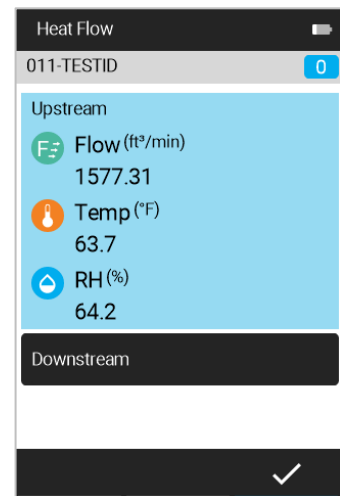 Heat Flow
011-TESTID 0
Upstream
F Flow (ft³/min)
1577.31
Temp (°F)
63.7
RH (%)
64.2
Downstream